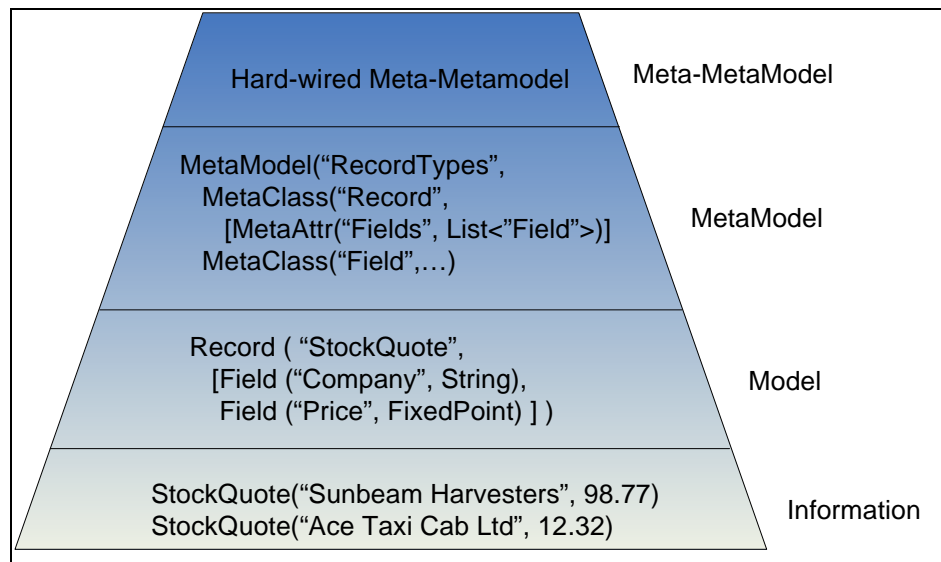 Hard-wired Meta-Metamodel
Meta-MetaModel
MetaModel(“RecordTypes”,
MetaClass(“Record”,
[MetaAttr(“Fields”, List<”Field”>)]
MetaClass(“Field”,…)
MetaModel
Record ( “StockQuote”,
[Field (“Company”, String),
Field (“Price”, FixedPoint) ] )
Model
StockQuote(“Sunbeam Harvesters”, 98.77)
StockQuote(“Ace Taxi Cab Ltd”, 12.32)
Information